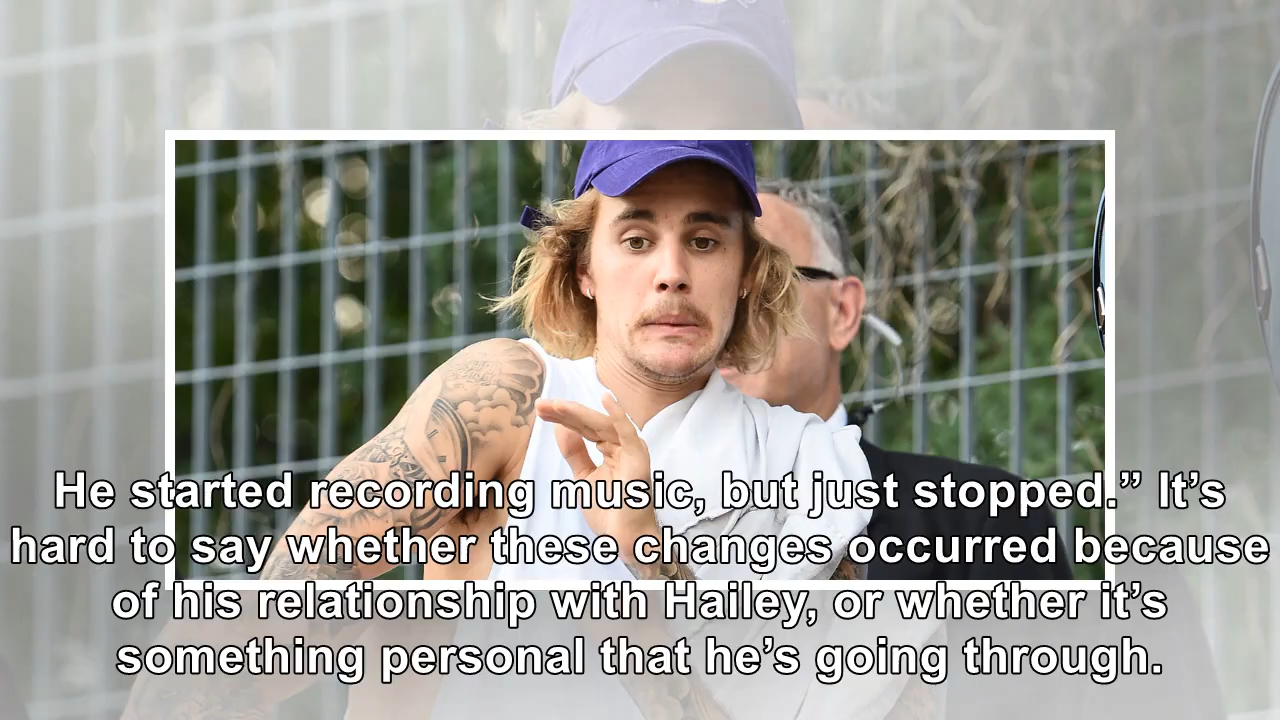 He started recording music, but just stopped.” It’s
hard to say whether these changes occurred because
of his relationship with Hailey, or whether it’s
something personal that he’s going through.